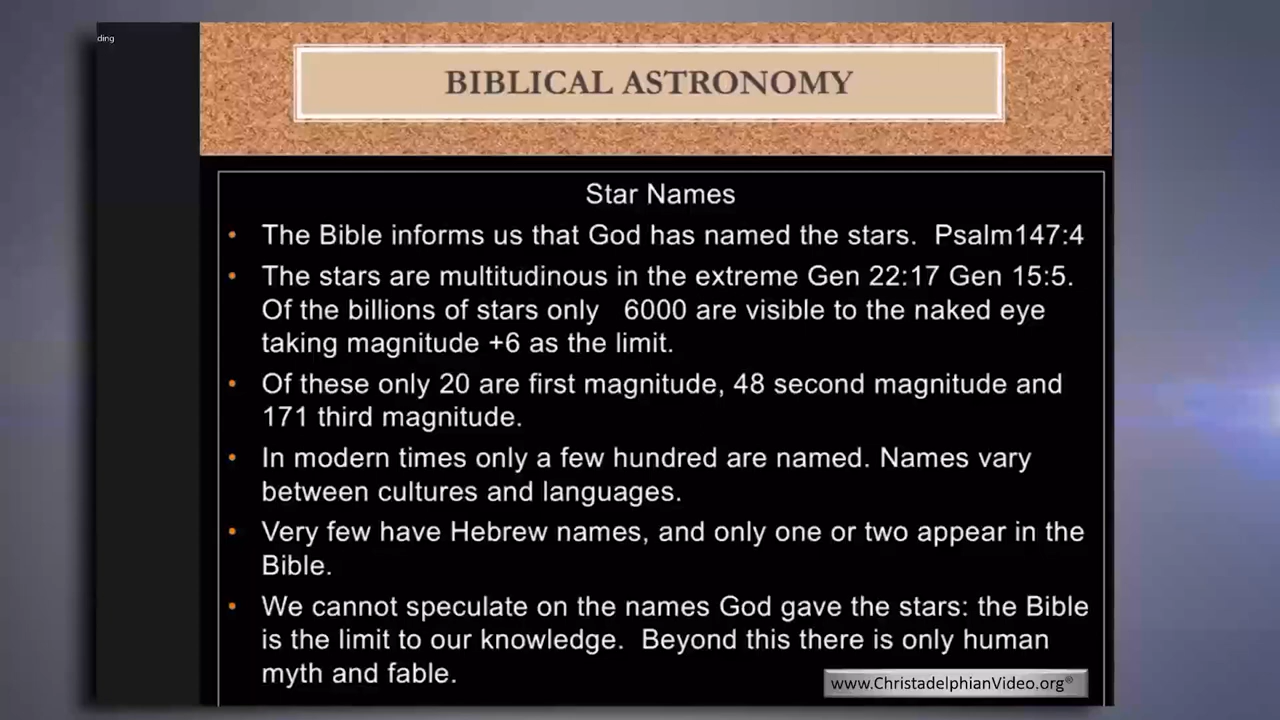 ding
BIBLICAL ASTRONOMY
Star Names
• The Bible informs us that God has named the stars.  Psalm147:4
• The stars are multitudinous in the extreme Gen 22:17 Gen 15:5.
Of the billions of stars only   6000 are visible to the naked eye
taking magnitude +6 as the limit.
• Of these only 20 are first magnitude, 48 second magnitude and
171 third magnitude.
• In modern times only a few hundred are named. Names vary
between cultures and languages.
• Very few have Hebrew names, and only one or two appear in the
Bible.
• We cannot speculate on the names God gave the stars: the Bible
is the limit to our knowledge.  Beyond this there is only human
myth and fable.
www.ChristadelphianVideo.org®